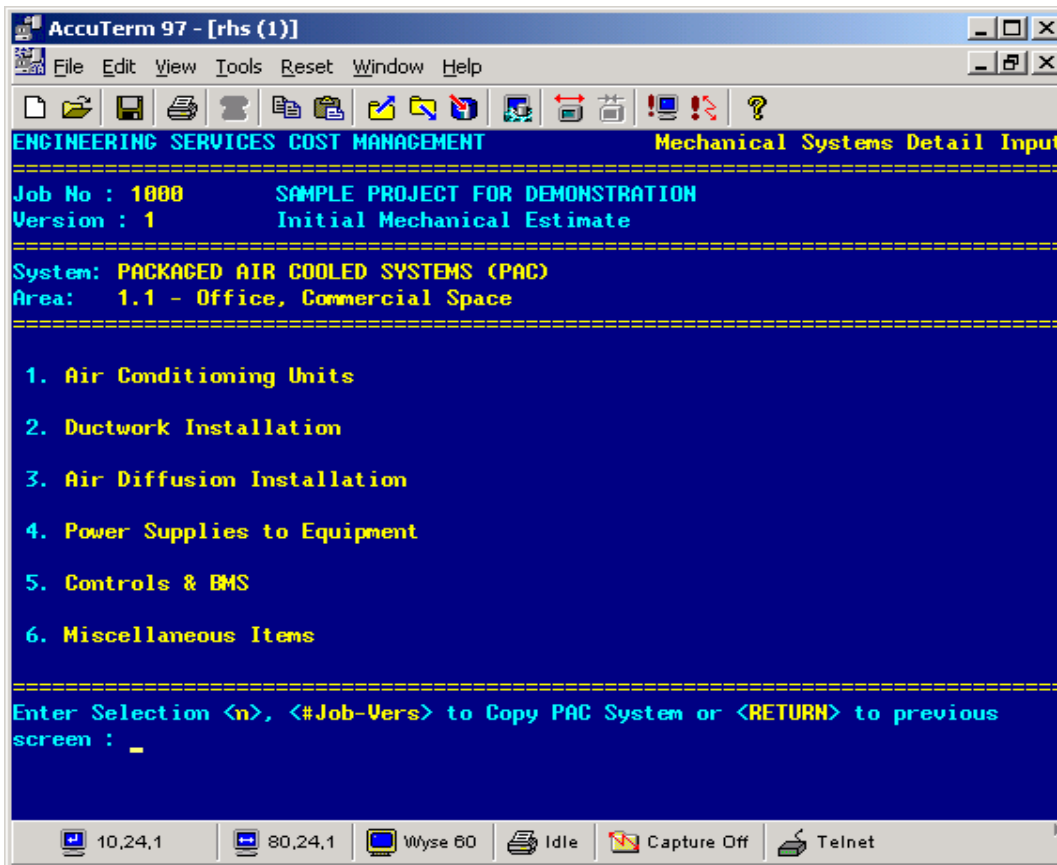 AccuTerm 97 - [rhs (1)]
File Edit View Tools Reset Window Help
ENGINEERING SERVICES COST MANAGEMENT Mechanical Systems Detail Input
================================================================================
Job No : 1000 SAMPLE PROJECT FOR DEMONSTRATION
Version : 1 Initial Mechanical Estimate
================================================================================
System: PACKAGED AIR COOLED SYSTEMS (PAC)
Area: 1.1 - Office, Commercial Space
================================================================================
1. Air Conditioning Units
2. Ductwork Installation
3. Air Diffusion Installation
4. Power Supplies to Equipment
5. Controls & BMS
6. Miscellaneous Items
================================================================================
Enter Selection <n>, <#Job-Vers> to Copy PAC System or <RETURN> to previous
screen : _
10,24,1 80,24,1 Wyse 60 Idle Capture Off Telnet